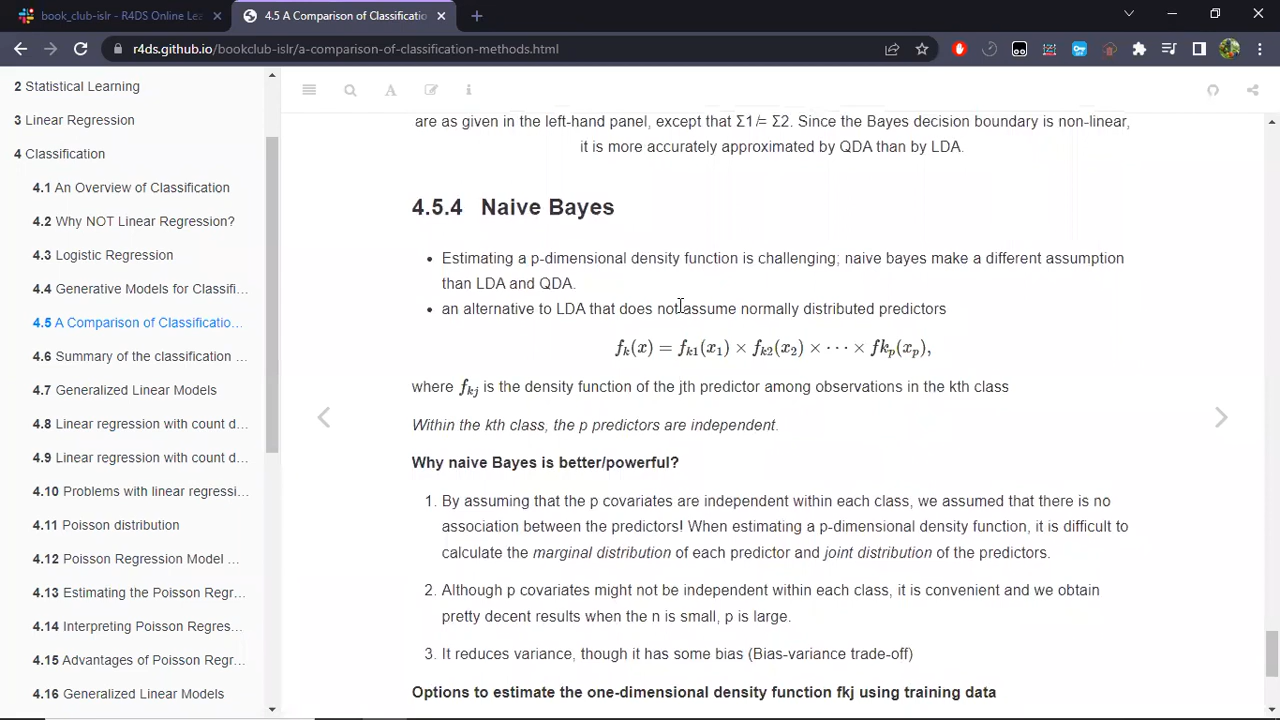 book_club-islr - R4DS Online Lea
4.5 A Comparison of Classificatio
r4ds.github.io/bookclub-islr/a-comparison-of-classification-methods.html
2 Statistical Learning
3 Linear Regression
4 Classification
4.1 An Overview of Classification
4.2 Why NOT Linear Regression?
4.3 Logistic Regression
4.4 Generative Models for Classifi…
4.5 A Comparison of Classificatio…
4.6 Summary of the classification …
4.7 Generalized Linear Models
4.8 Linear regression with count d…
4.9 Linear regression with count d…
4.10 Problems with linear regressi…
4.11 Poisson distribution
4.12 Poisson Regression Model …
4.13 Estimating the Poisson Regr…
4.14 Interpreting Poisson Regres…
4.15 Advantages of Poisson Regr…
4.16 Generalized Linear Models
are as given in the left-hand panel, except that Σ1 ≠ Σ2. Since the Bayes decision boundary is non-linear,
it is more accurately approximated by QDA than by LDA.
4.5.4 Naive Bayes
• Estimating a p-dimensional density function is challenging; naive bayes make a different assumption
than LDA and QDA.
• an alternative to LDA that does not assume normally distributed predictors
f_k(x) = f_{k1}(x_1) × f_{k2}(x_2) × ⋯ × fk_p(x_p),
where f_{kj} is the density function of the jth predictor among observations in the kth class
Within the kth class, the p predictors are independent.
Why naive Bayes is better/powerful?
1. By assuming that the p covariates are independent within each class, we assumed that there is no
association between the predictors! When estimating a p-dimensional density function, it is difficult to
calculate the marginal distribution of each predictor and joint distribution of the predictors.
2. Although p covariates might not be independent within each class, it is convenient and we obtain
pretty decent results when the n is small, p is large.
3. It reduces variance, though it has some bias (Bias-variance trade-off)
Options to estimate the one-dimensional density function fkj using training data